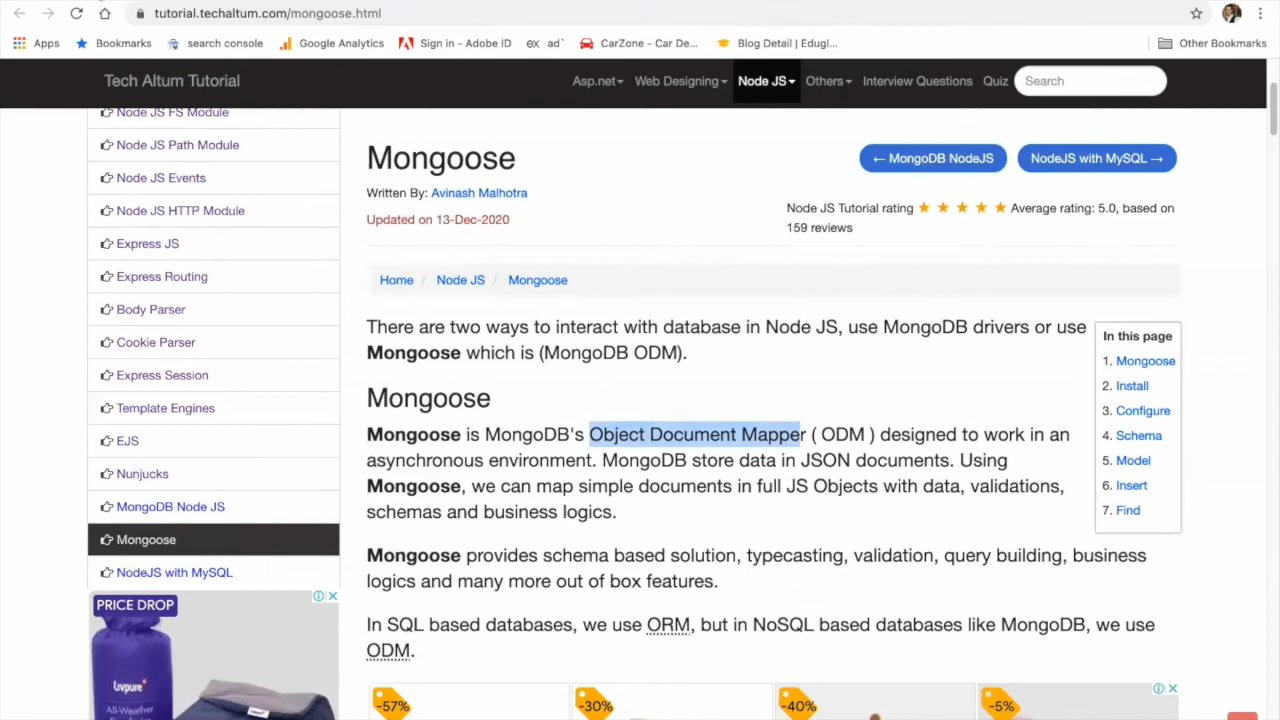 tutorial.techaltum.com/mongoose.html
Apps Bookmarks search console Google Analytics Sign in - Adobe ID ex ad` CarZone - Car De... Blog Detail | Edugl... Other Bookmarks
Tech Altum Tutorial Asp.net Web Designing Node JS Others Interview Questions Quiz Search
Node JS FS Module
Node JS Path Module
Node JS Events
Node JS HTTP Module
Express JS
Express Routing
Body Parser
Cookie Parser
Express Session
Template Engines
EJS
Nunjucks
MongoDB Node JS
Mongoose
NodeJS with MySQL
PRICE DROP
livpure
All-Weather
Mongoose
← MongoDB NodeJS NodeJS with MySQL →
Written By: Avinash Malhotra
Updated on 13-Dec-2020
Node JS Tutorial rating ★ ★ ★ ★ ★ Average rating: 5.0, based on
159 reviews
Home / Node JS / Mongoose
There are two ways to interact with database in Node JS, use MongoDB drivers or use
Mongoose which is (MongoDB ODM).
Mongoose
Mongoose is MongoDB's Object Document Mapper ( ODM ) designed to work in an
asynchronous environment. MongoDB store data in JSON documents. Using
Mongoose, we can map simple documents in full JS Objects with data, validations,
schemas and business logics.
In this page
1. Mongoose
2. Install
3. Configure
4. Schema
5. Model
6. Insert
7. Find
Mongoose provides schema based solution, typecasting, validation, query building, business
logics and many more out of box features.
In SQL based databases, we use ORM, but in NoSQL based databases like MongoDB, we use
ODM.
-57% -30% -40% -5%